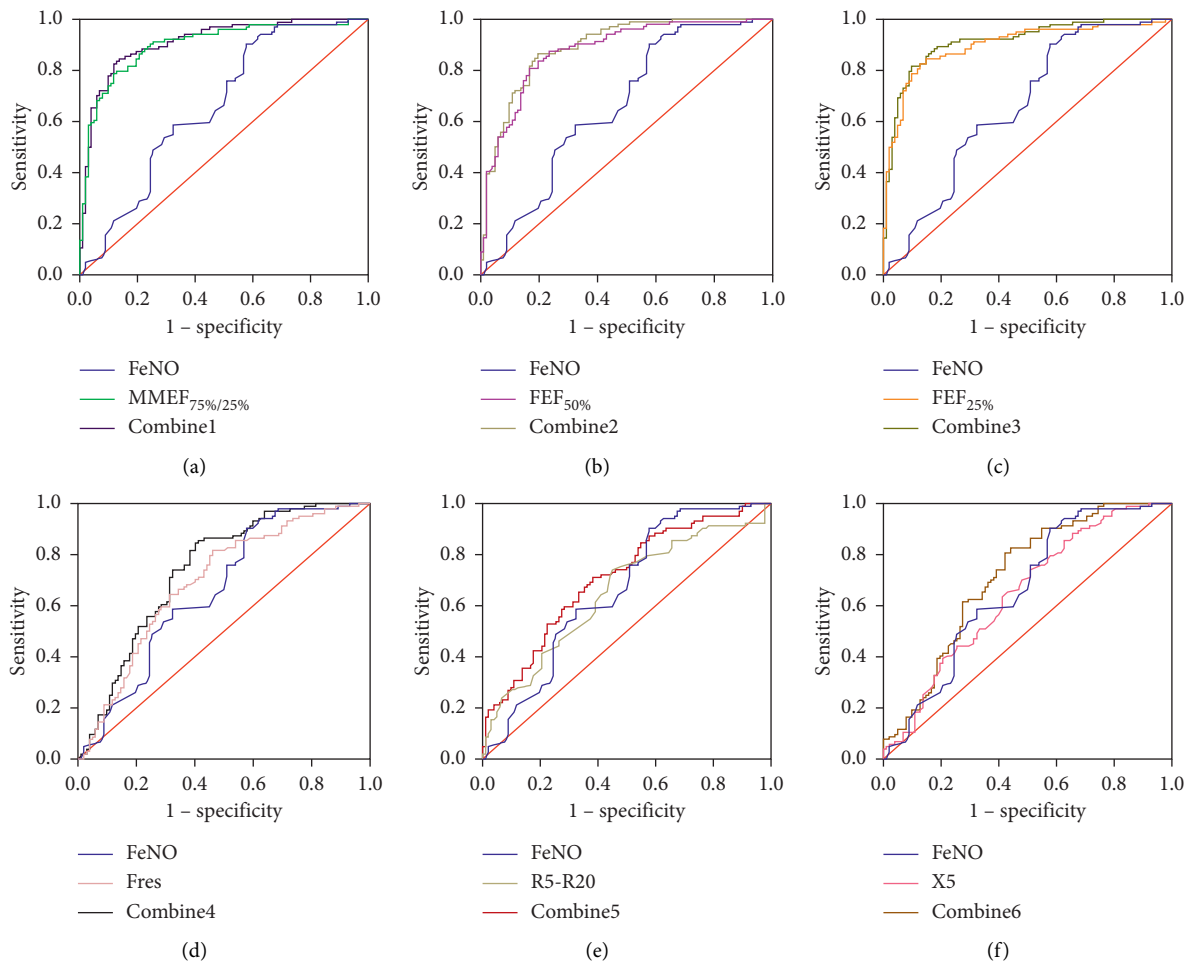 1.0
0.8
0.6
0.4
0.2
0.0
Sensitivity
0.0 0.2 0.4 0.6 0.8 1.0
1 – specificity
FeNO
MMEF75%/25%
Combine1
(a)
1.0
0.8
0.6
0.4
0.2
0.0
Sensitivity
0.0 0.2 0.4 0.6 0.8 1.0
1 – specificity
FeNO
FEF50%
Combine2
(b)
1.0
0.8
0.6
0.4
0.2
0.0
Sensitivity
0.0 0.2 0.4 0.6 0.8 1.0
1 – specificity
FeNO
FEF25%
Combine3
(c)
1.0
0.8
0.6
0.4
0.2
0.0
Sensitivity
0.0 0.2 0.4 0.6 0.8 1.0
1 – specificity
FeNO
Fres
Combine4
(d)
1.0
0.8
0.6
0.4
0.2
0.0
Sensitivity
0.0 0.2 0.4 0.6 0.8 1.0
1 – specificity
FeNO
R5-R20
Combine5
(e)
1.0
0.8
0.6
0.4
0.2
0.0
Sensitivity
0.0 0.2 0.4 0.6 0.8 1.0
1 – specificity
FeNO
X5
Combine6
(f)